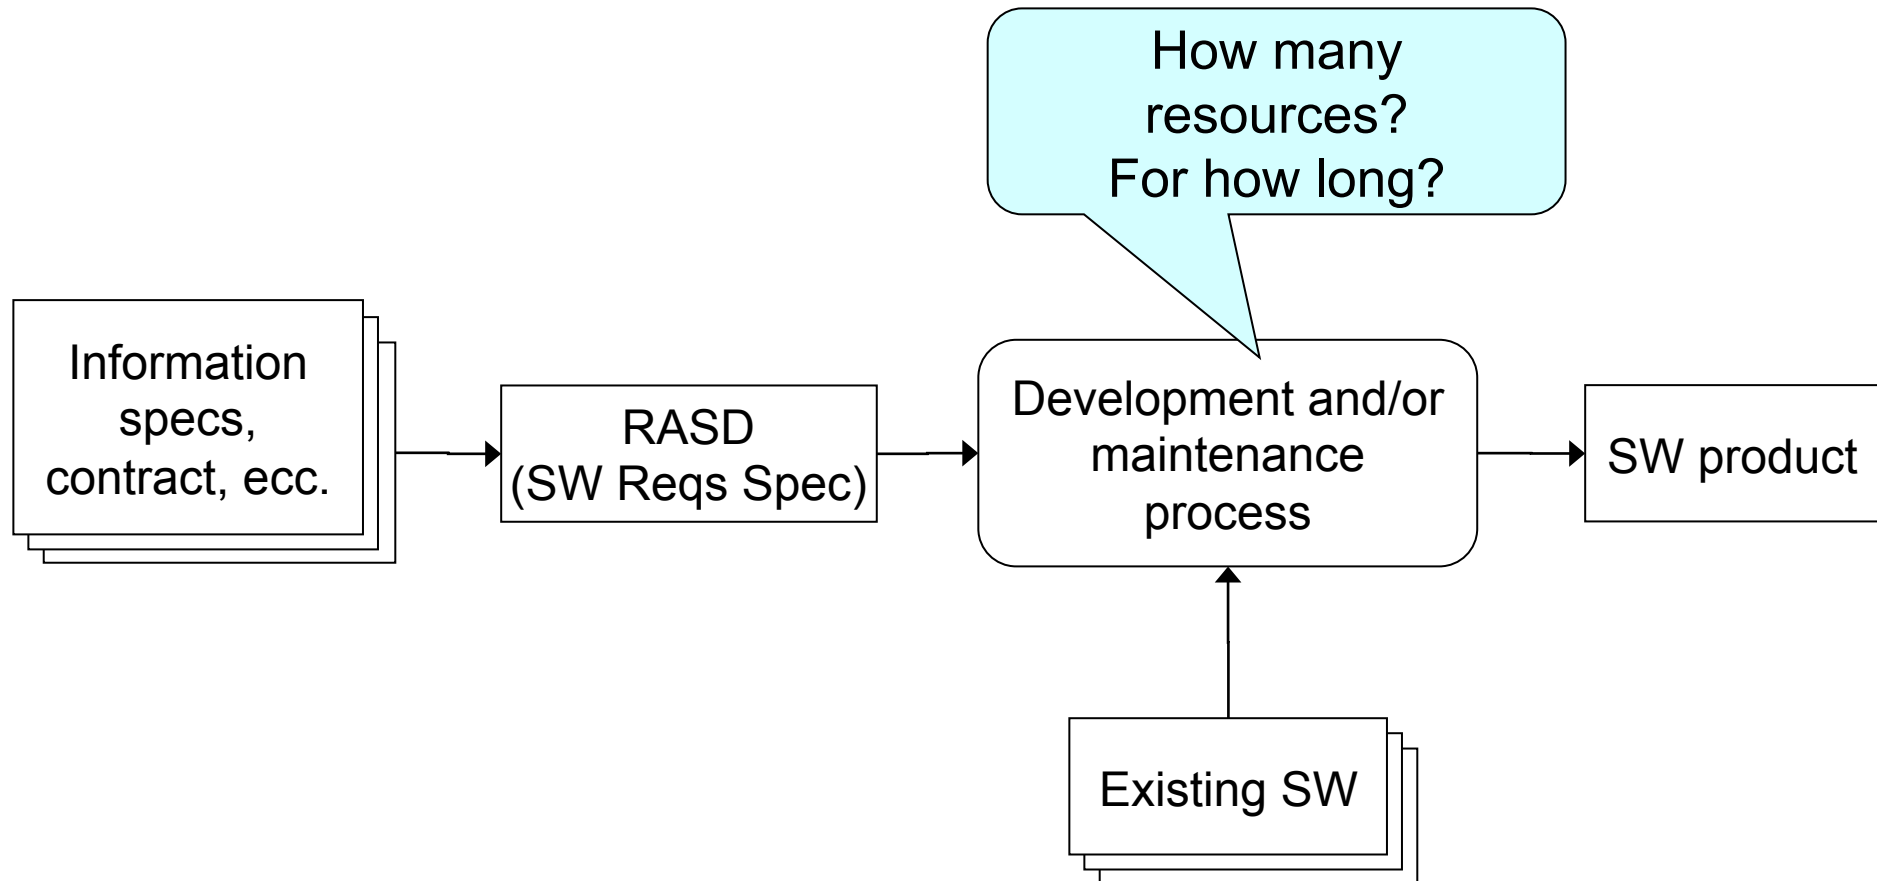 How many
resources?
For how long?
Information
specs,
contract, ecc.
RASD
(SW Reqs Spec)
Development and/or
maintenance
process
SW product
Existing SW